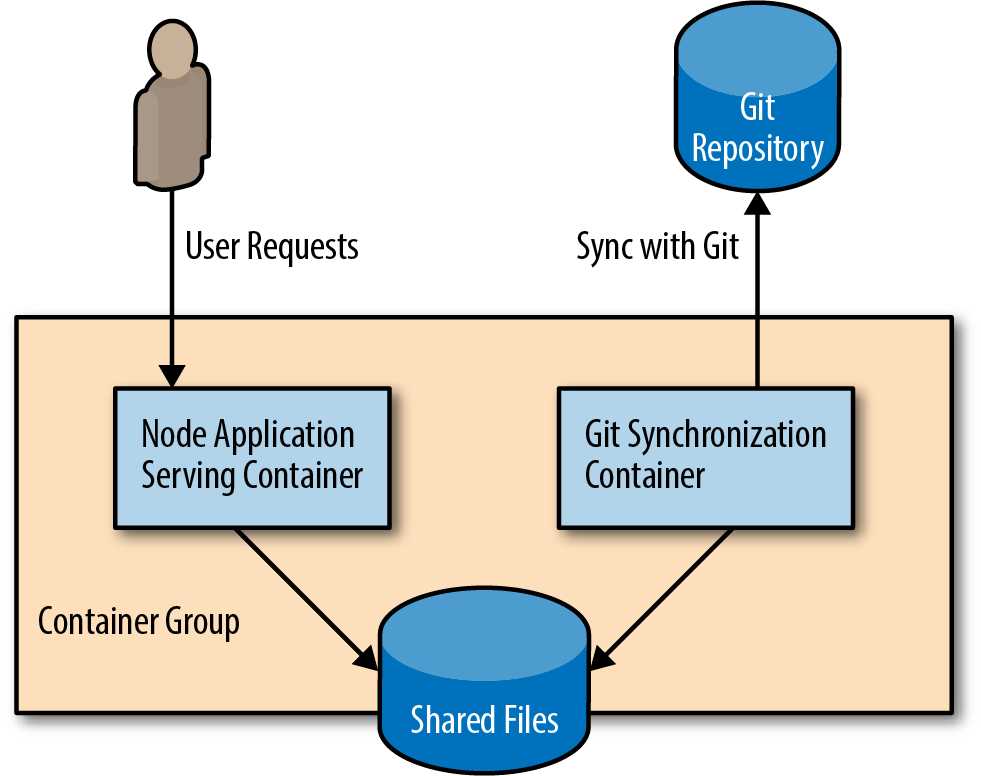 Git
Repository
User Requests
Sync with Git
Node Application
Serving Container
Git Synchronization
Container
Container Group
Shared Files